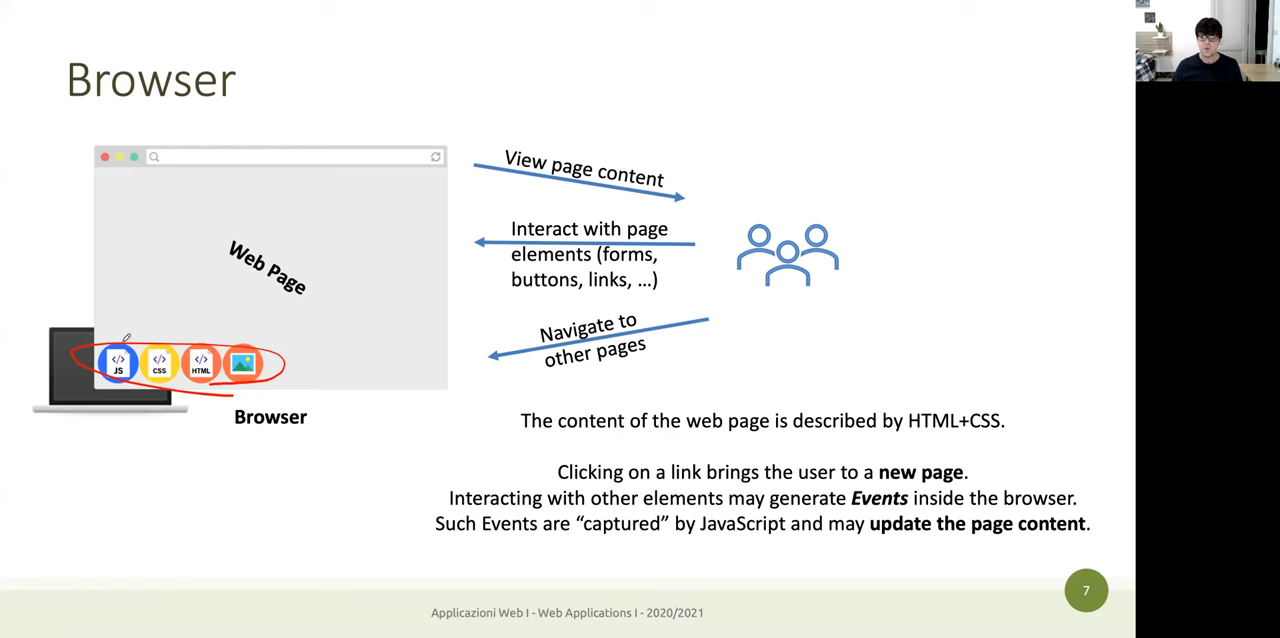 Browser
View page content
Interact with page
elements (forms,
buttons, links, …)
Web Page
Navigate to
other pages
</> JS
</> CSS
</> HTML
Browser
The content of the web page is described by HTML+CSS.
Clicking on a link brings the user to a new page.
Interacting with other elements may generate Events inside the browser.
Such Events are “captured” by JavaScript and may update the page content.
7
Applicazioni Web I - Web Applications I - 2020/2021